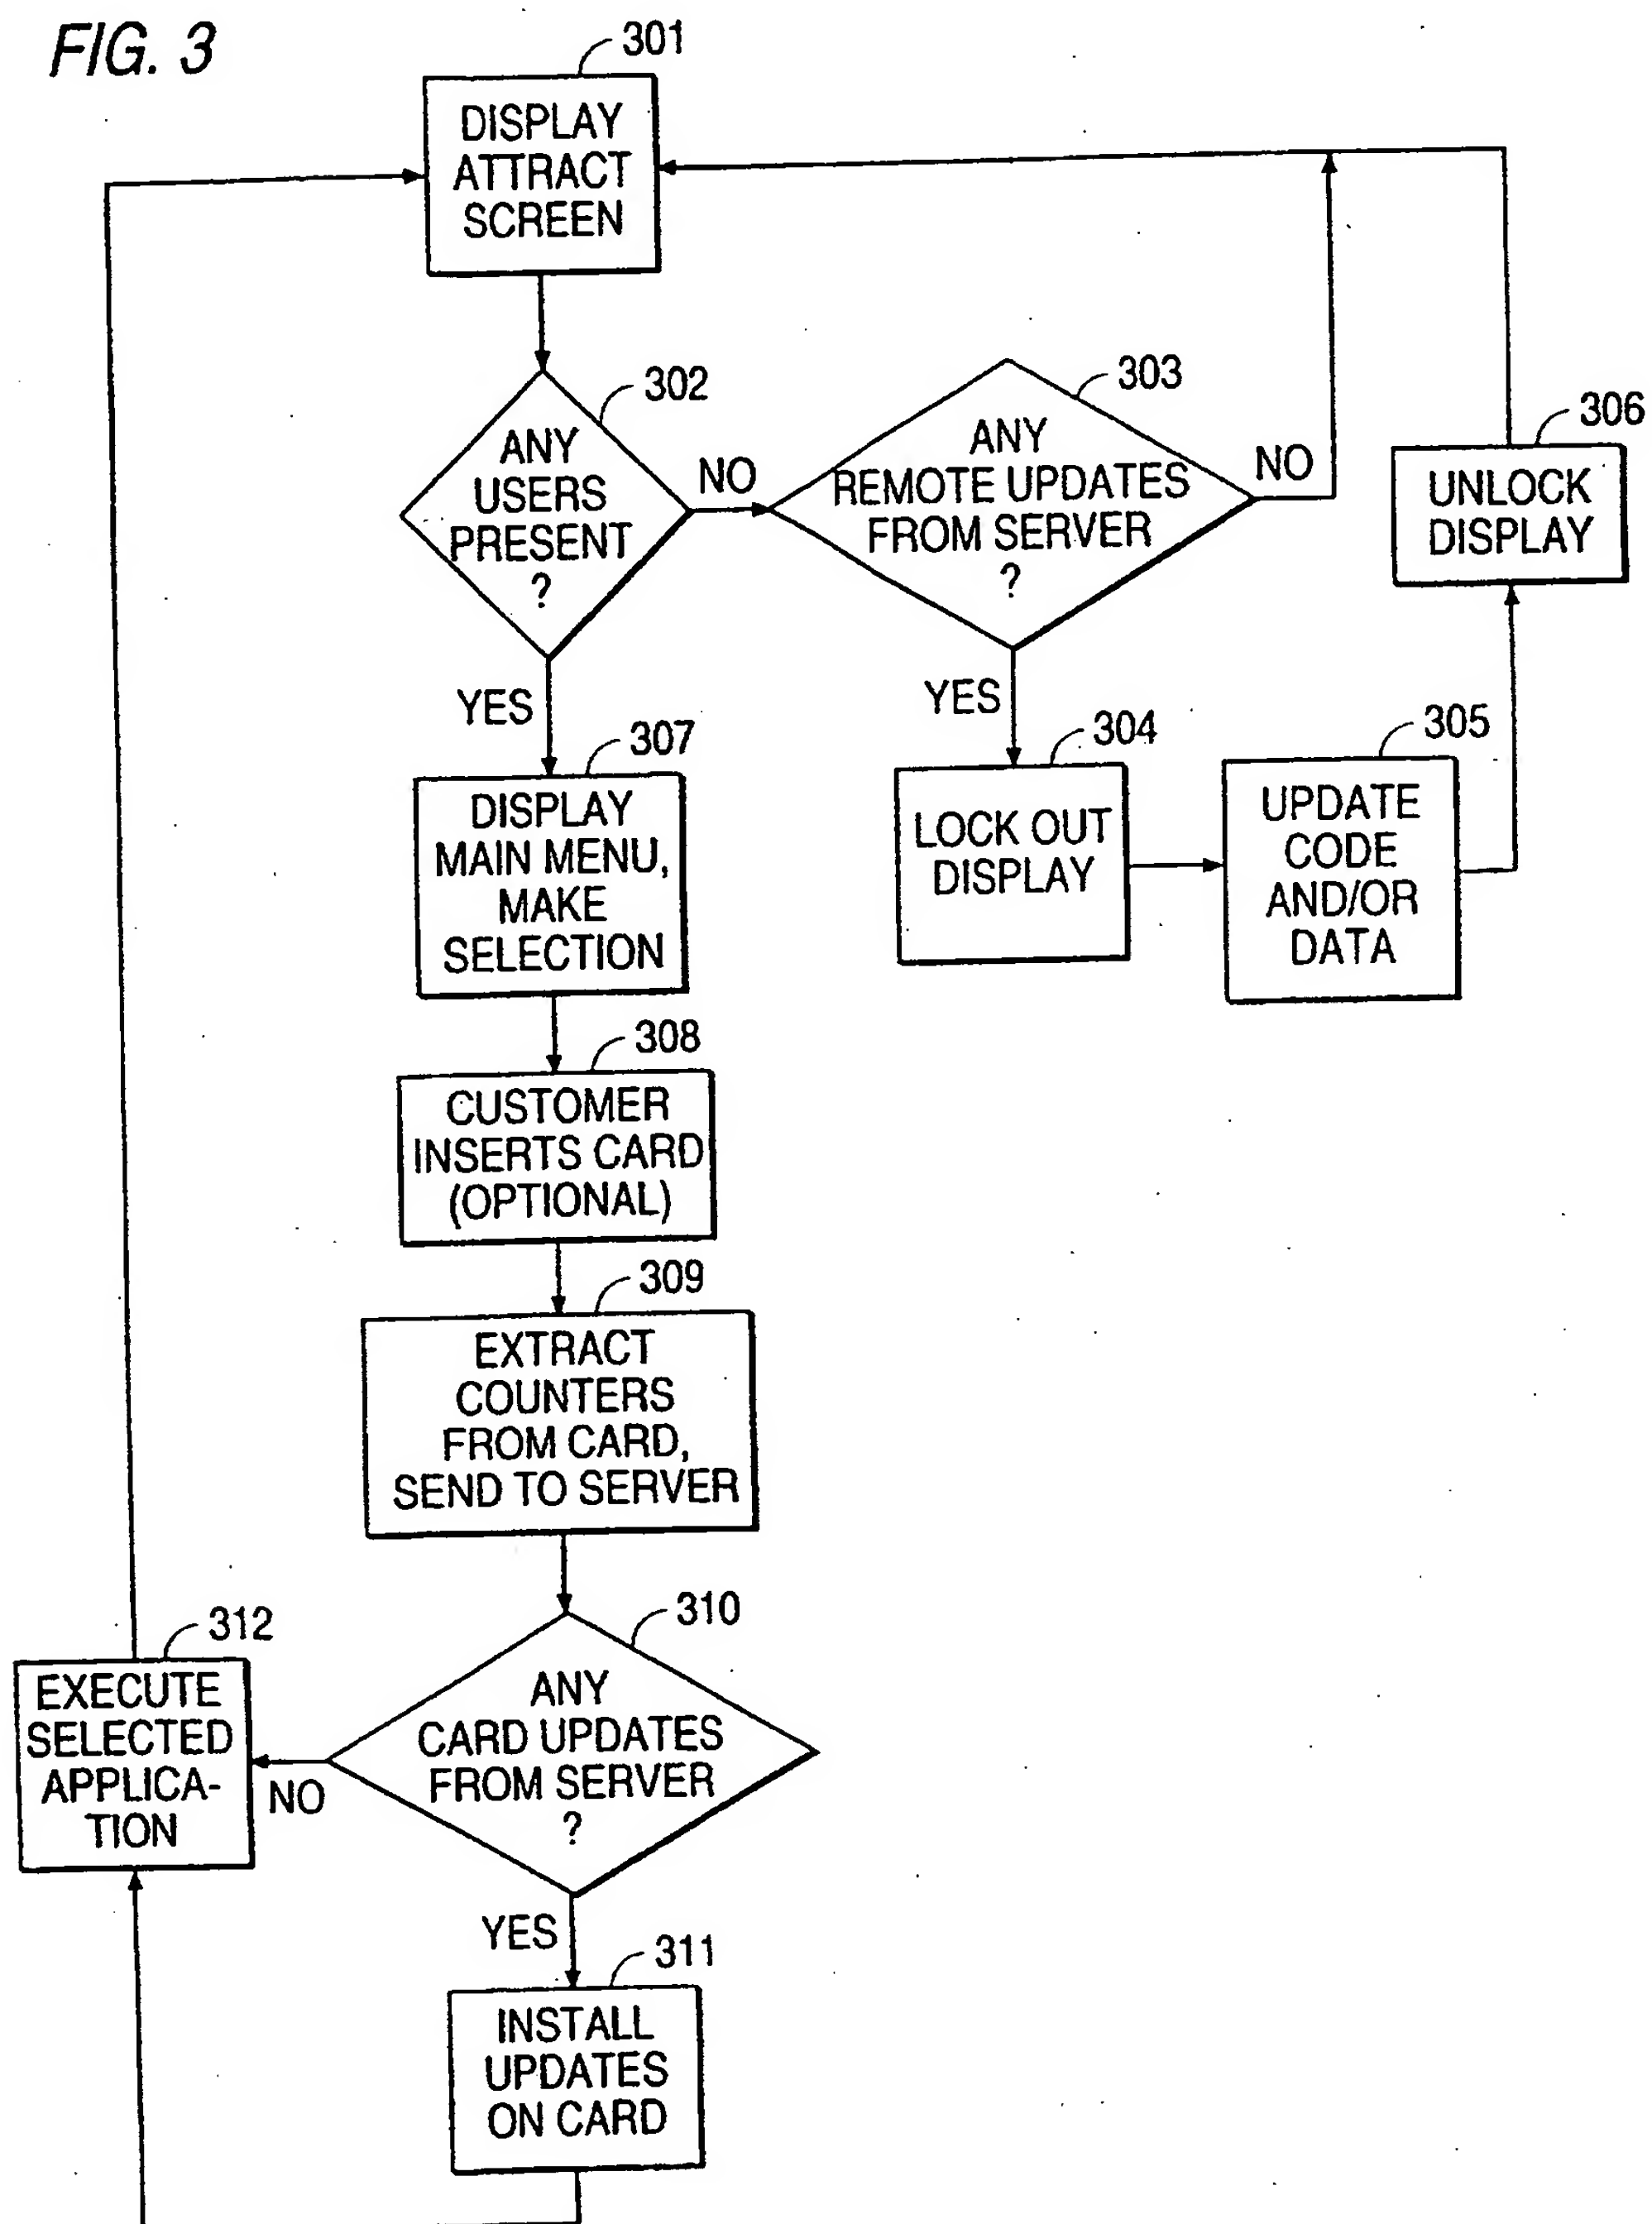 FIG. 3
301
DISPLAY
ATTRACT
SCREEN
302
ANY
USERS
PRESENT
?
NO
303
ANY
REMOTE UPDATES
FROM SERVER
?
NO
306
UNLOCK
DISPLAY
YES
YES
307
DISPLAY
MAIN MENU,
MAKE
SELECTION
304
LOCK OUT
DISPLAY
305
UPDATE
CODE
AND/OR
DATA
308
CUSTOMER
INSERTS CARD
(OPTIONAL)
309
EXTRACT
COUNTERS
FROM CARD,
SEND TO SERVER
310
ANY
CARD UPDATES
FROM SERVER
?
312
EXECUTE
SELECTED
APPLICA-
TION
NO
YES
311
INSTALL
UPDATES
ON CARD